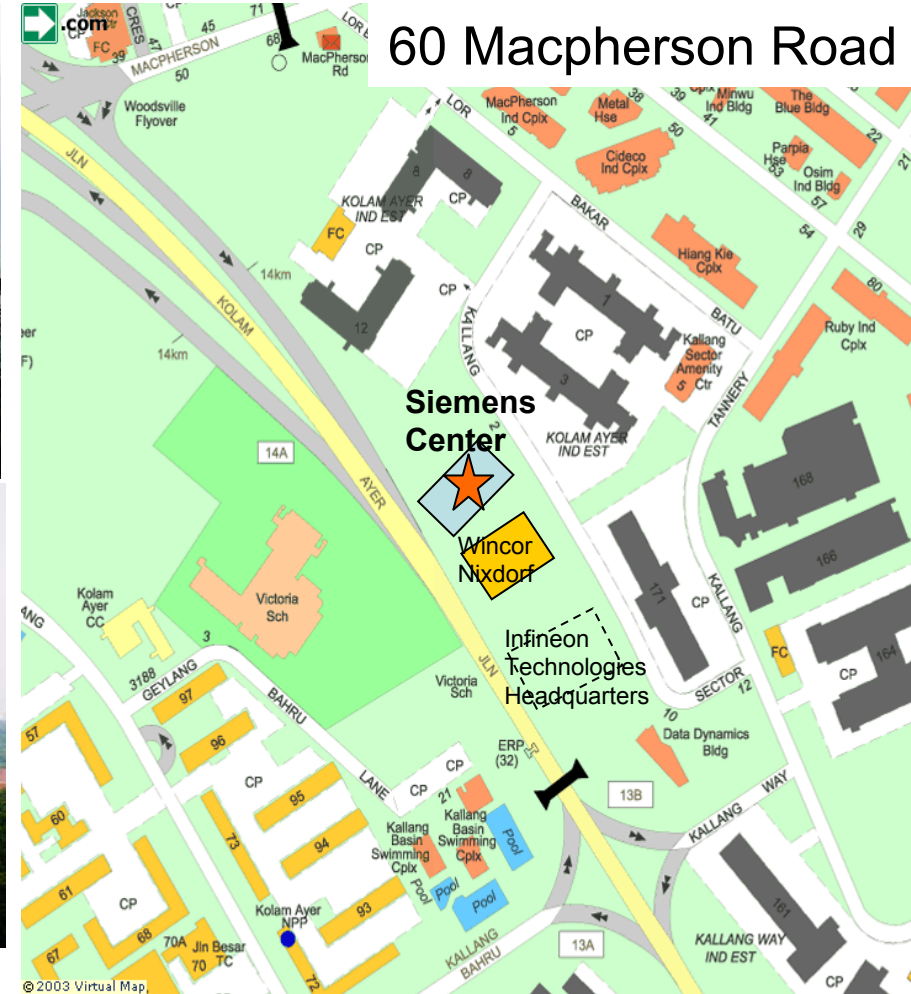 60 Macpherson Road
.com
Jackson
Ctr
CP
FC
39
CRES
47
45
71
68
MACPHERSON
50
MacPherson
Rd
LOR
Woodsville
Flyover
JLN
LOR
MacPherson
Ind Cplx
5
Metal
Hse
38
39
41
Minwu
Ind Bldg
The
Blue Bldg
22
21
50
Cideco
Ind Cplx
Parpia
Hse
53
Osim
Ind Bldg
57
54
29
8
8
CP
KOLAM AYER
IND EST
FC
CP
CP
12
BAKAR
Hiang Kie
Cplx
BATU
80
Ruby Ind
Cplx
14km
14km
KOLAM
KALLANG
1
CP
3
Kallang
Sector
Amenity
5 Ctr
TANNERY
KOLAM AYER
IND EST
Siemens
Center
2
14A
AYER
168
166
Wincor
Nixdorf
171
CP
KALLANG
164
CP
FC
Kolam
Ayer
CC
Victoria
Sch
3
ANG
3188
GEYLANG
BAHRU
LANE
Victoria
Sch
JLN
Infineon
Technologies
Headquarters
SECTOR
10
12
Data Dynamics
Bldg
ERP
(32)
13B
KALLANG WAY
97
96
57
CP
95
94
73
60
61
CP
68
67
93
CP
CP
21
Kallang
Basin
Swimming
Cplx
Kallang
Basin
Swimming
Cplx
Pool
Pool
Pool
Pool
Kolam Ayer
NPP
70A
70
Jln Besar
TC
72
KALLANG
BAHRU
13A
161
KALLANG WAY
IND EST
CP
© 2003 Virtual Map